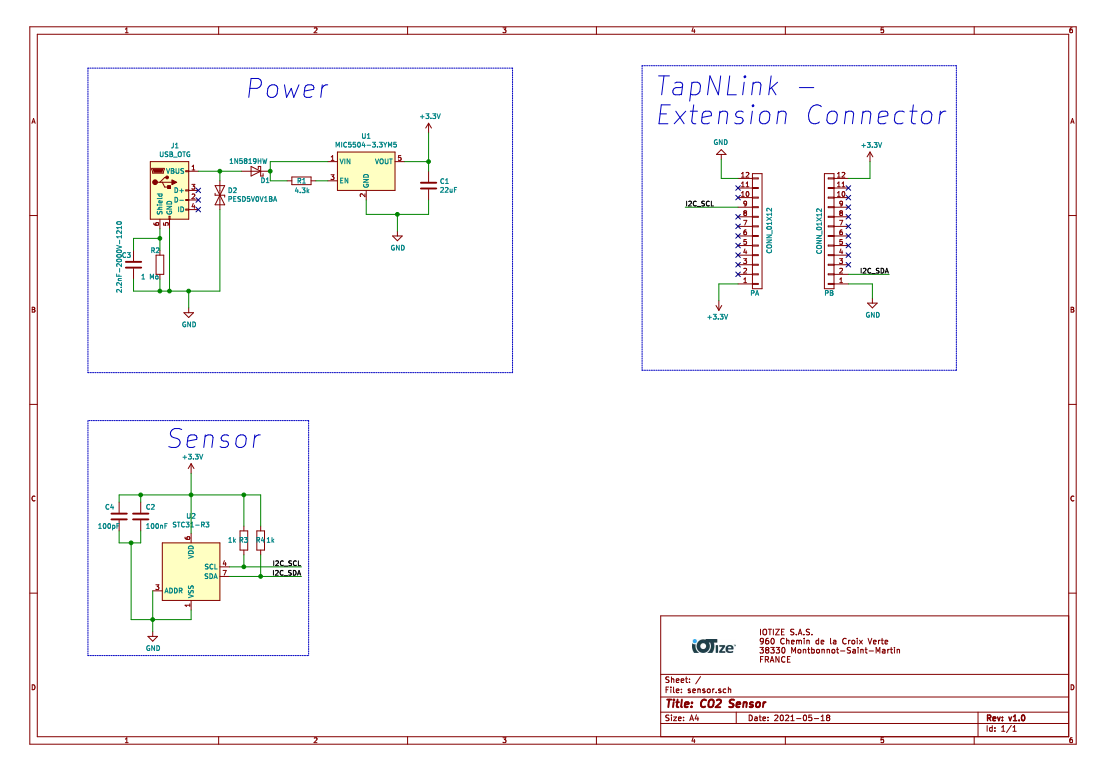 1 2 3 4 5 6
A
B
C
D
Power
+3.3V
J1
USB_OTG
VBUS 1
D+ 3
D- 2
ID 4
Shield
GND
6 5
1N5819HW
D1
D2
PESD5V0V1BA
R1
4.3k
U1
MIC5504-3.3YM5
1 VIN
VOUT 5
3 EN
GND
2
C1
22uF
GND
2.2nF-2000V-1210
C3
R2
1 M6
GND
TapNLink -
Extension Connector
GND
12
11
10
9
8
7
6
5
4
3
2
1
I2C_SCL
CONN_01X12
PA
+3.3V
+3.3V
12
11
10
9
8
7
6
5
4
3
2
1
CONN_01X12
PB
I2C_SDA
GND
Sensor
+3.3V
C4
100pF
C2
100nF
U2
STC31-R3
6
VDD
SCL 4
SDA 7
3 ADDR
VSS
1
1k R3
R4 1k
I2C_SCL
I2C_SDA
GND
IOTize
IOTIZE S.A.S.
960 Chemin de la Croix Verte
38330 Montbonnot-Saint-Martin
FRANCE
Sheet: /
File: sensor.sch
Title: CO2 Sensor
Size: A4 Date: 2021-05-18 Rev: v1.0
Id: 1/1
A
B
C
D
1 2 3 4 5 6